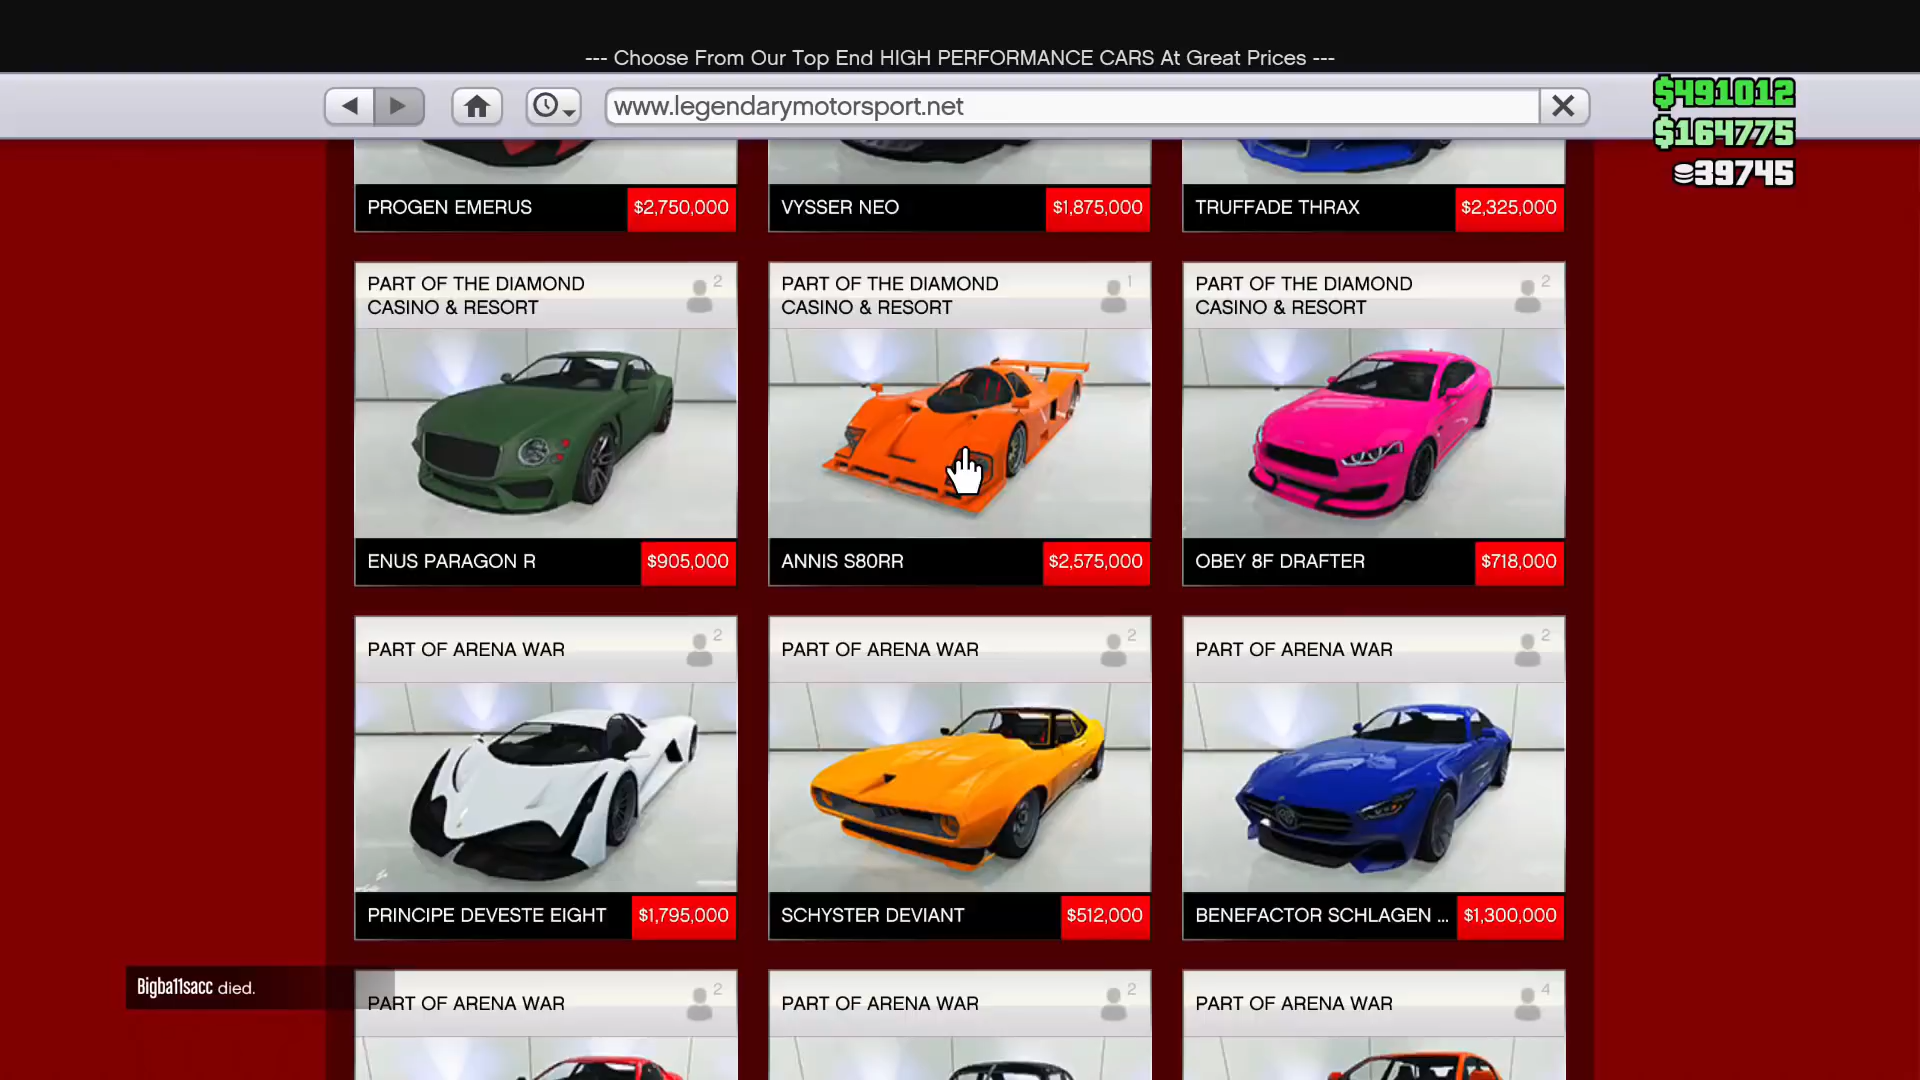 --- Choose From Our Top End HIGH PERFORMANCE CARS At Great Prices ---
www.legendarymotorsport.net
$491012
$164775
39745
PROGEN EMERUS $2,750,000
VYSSER NEO $1,875,000
TRUFFADE THRAX $2,325,000
PART OF THE DIAMOND
CASINO & RESORT
2
PART OF THE DIAMOND
CASINO & RESORT
1
PART OF THE DIAMOND
CASINO & RESORT
2
ENUS PARAGON R $905,000
ANNIS S80RR $2,575,000
OBEY 8F DRAFTER $718,000
PART OF ARENA WAR 2
PART OF ARENA WAR 2
PART OF ARENA WAR 2
PRINCIPE DEVESTE EIGHT $1,795,000
SCHYSTER DEVIANT $512,000
BENEFACTOR SCHLAGEN ... $1,300,000
Bigba11sacc died.
PART OF ARENA WAR 2
PART OF ARENA WAR 2
PART OF ARENA WAR 4